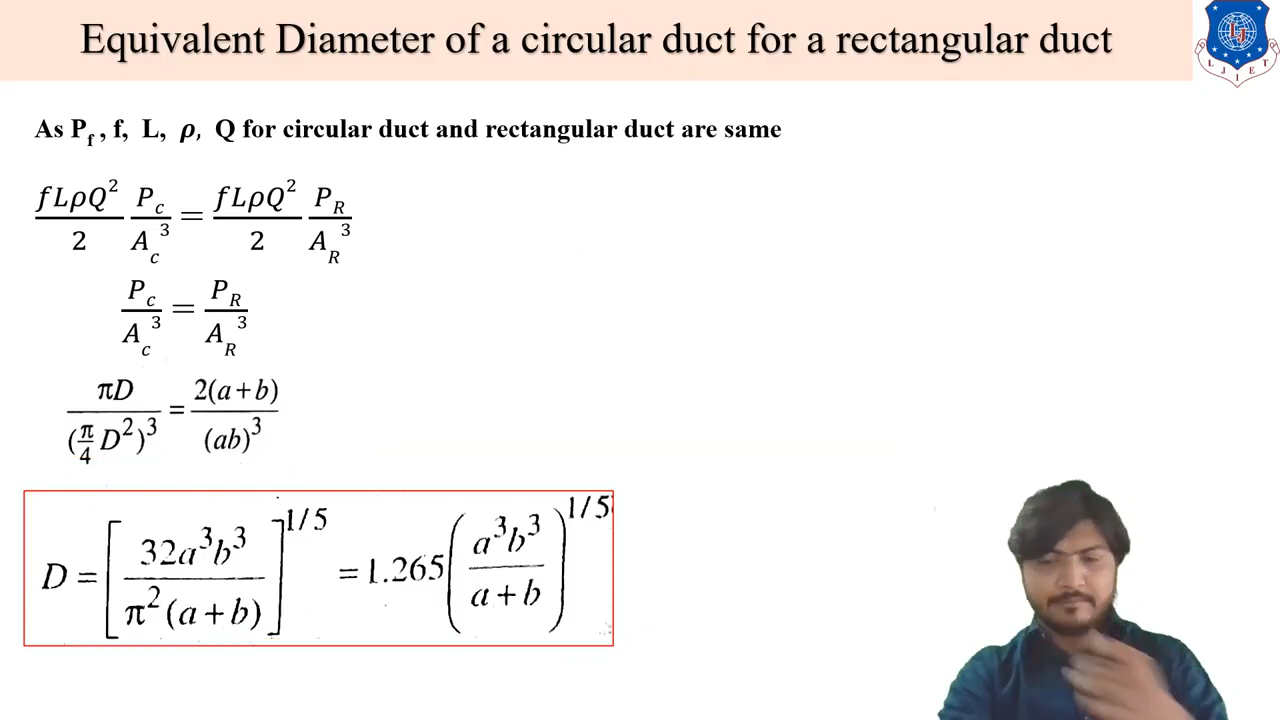 Equivalent Diameter of a circular duct for a rectangular duct
L J I E T
As P_f , f, L, ρ, Q for circular duct and rectangular duct are same
fLρQ²/2 P_c/A_c³ = fLρQ²/2 P_R/A_R³
P_c/A_c³ = P_R/A_R³
πD/(π/4 D²)³ = 2(a+b)/(ab)³
D = [32a³b³/π²(a+b)]^1/5 = 1.265(a³b³/a+b)^1/5